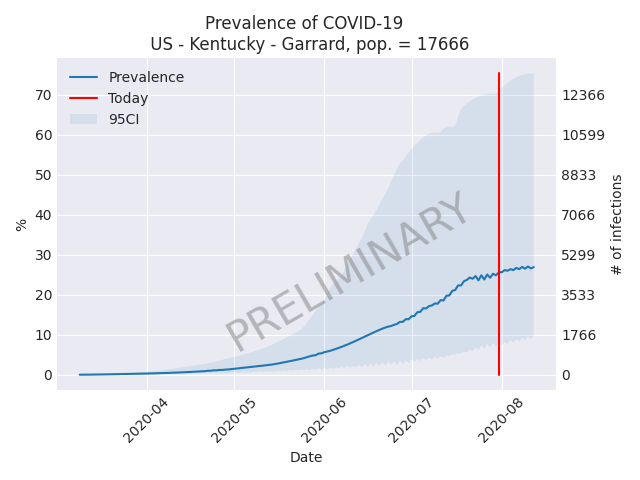 Prevalence of COVID-19
US - Kentucky - Garrard, pop. = 17666
Prevalence
Today
95CI
PRELIMINARY
%
70
60
50
40
30
20
10
0
12366
10599
8833
7066
5299
3533
1766
0
# of infections
2020-04
2020-05
2020-06
2020-07
2020-08
Date